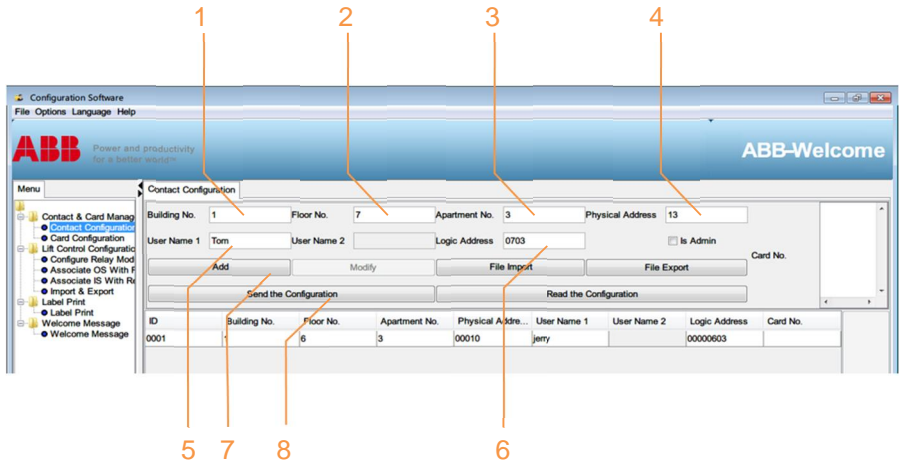 1 2 3 4
Configuration Software
File Options Language Help
ABB Power and productivity
for a better world™
ABB-Welcome
Menu
Contact Configuration
Contact & Card Manag
Contact Configuration
Card Configuration
Lift Control Configuratic
Configure Relay Mod
Associate OS With F
Associate IS With Re
Import & Export
Label Print
Label Print
Welcome Message
Welcome Message
Building No. 1 Floor No. 7 Apartment No. 3 Physical Address 13
User Name 1 Tom User Name 2 Logic Address 0703 Is Admin
Card No.
Add Modify File Import File Export
Send the Configuration Read the Configuration
ID Building No. Floor No. Apartment No. Physical Addre... User Name 1 User Name 2 Logic Address Card No.
0001 1 6 3 00010 jerry 00000603
5 7 8 6